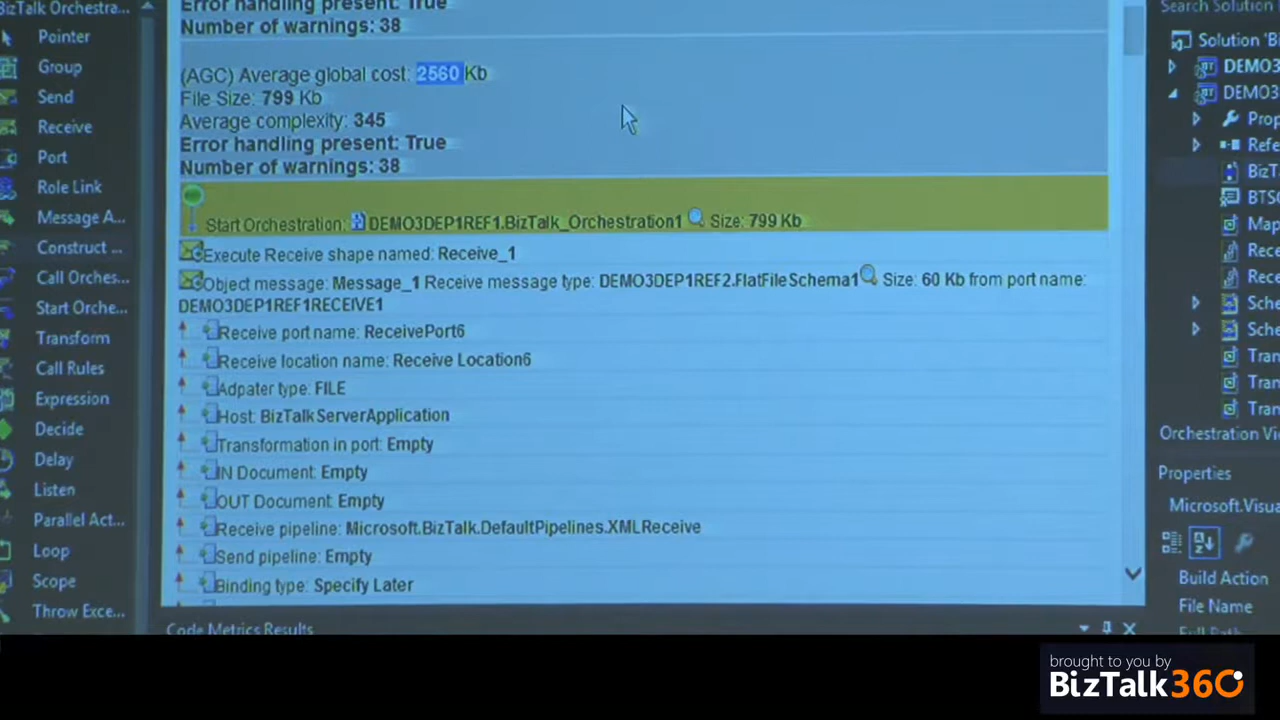 BizTalk Orchestra...
Pointer
Group
Send
Receive
Port
Role Link
Message A...
Construct ...
Call Orches...
Start Orche...
Transform
Call Rules
Expression
Decide
Delay
Listen
Parallel Act...
Loop
Scope
Throw Exce...
Error handling present: True
Number of warnings: 38
(AGC) Average global cost: 2560 Kb
File Size: 799 Kb
Average complexity: 345
Error handling present: True
Number of warnings: 38
Start Orchestration: DEMO3DEP1REF1.BizTalk_Orchestration1 Size: 799 Kb
Execute Receive shape named: Receive_1
Object message: Message_1 Receive message type: DEMO3DEP1REF2.FlatFileSchema1 Size: 60 Kb from port name:
DEMO3DEP1REF1RECEIVE1
Receive port name: ReceivePort6
Receive location name: Receive Location6
Adpater type: FILE
Host: BizTalkServerApplication
Transformation in port: Empty
IN Document: Empty
OUT Document: Empty
Receive pipeline: Microsoft.BizTalk.DefaultPipelines.XMLReceive
Send pipeline: Empty
Binding type: Specify Later
Code Metrics Results
Search Solution
Solution 'Bi
DEMO3
DEMO3
Prop
Refe
BizTa
BTSO
Map
Rece
Rece
Sche
Sche
Tran
Tran
Tran
Orchestration Vi
Properties
Microsoft.Visua
Build Action
File Name
Full Path
brought to you by
BizTalk360